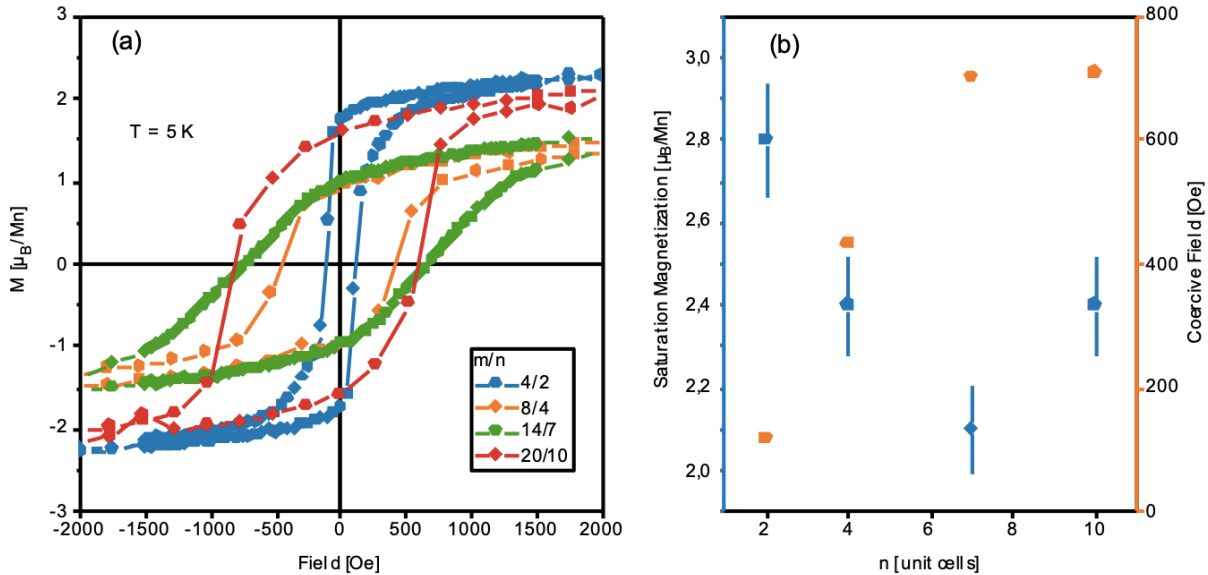 (a)
T = 5 K
3
2
1
0
-1
-2
-3
M [µB/Mn]
-2000 -1500 -1000 -500 0 500 1000 1500 2000
Field [Oe]
m/n
4/2
8/4
14/7
20/10
(b)
3,0
2,8
2,6
2,4
2,2
2,0
Saturation Magnetization [µB/Mn]
800
600
400
200
0
Coercive Field [Oe]
2 4 6 8 10
n [unit cells]